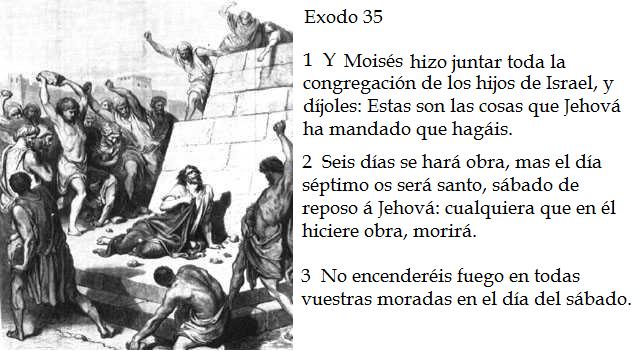 Exodo 35
1 Y Moisés hizo juntar toda la
congregación de los hijos de Israel, y
díjoles: Estas son las cosas que Jehová
ha mandado que hagáis.
2 Seis días se hará obra, mas el día
séptimo os será santo, sábado de
reposo á Jehová: cualquiera que en él
hiciere obra, morirá.
3 No encenderéis fuego en todas
vuestras moradas en el día del sábado.